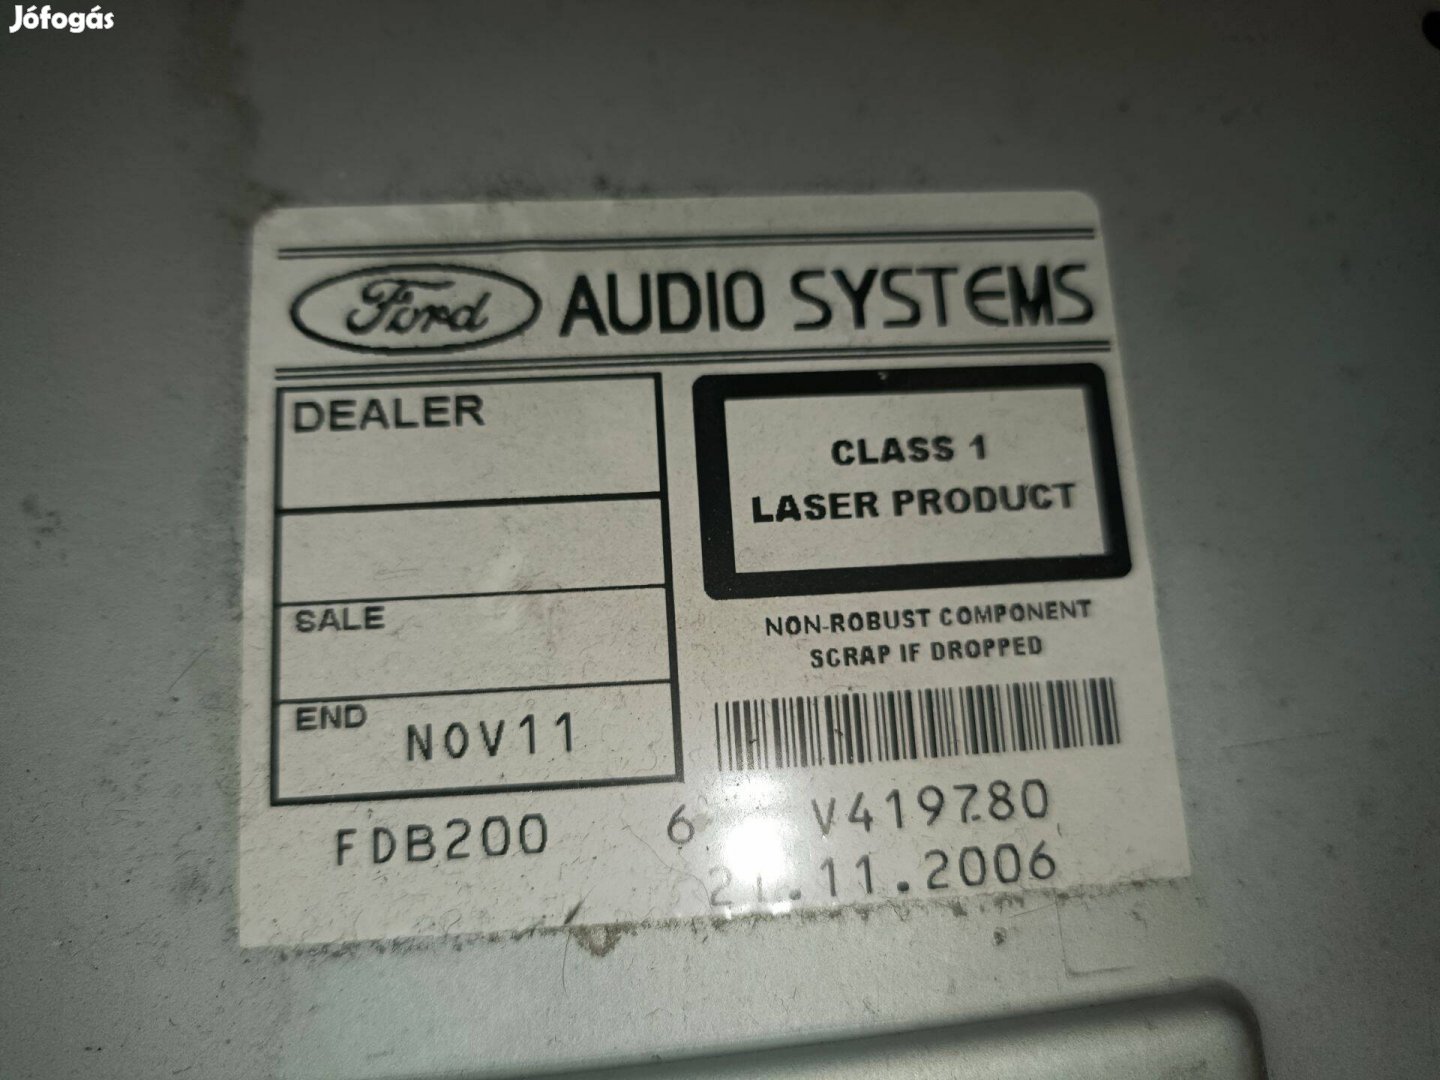 Jófogás
Ford AUDIO SYSTEMS
DEALER
SALE
END NOV11
CLASS 1
LASER PRODUCT
NON-ROBUST COMPONENT
SCRAP IF DROPPED
FDB200 6 V419780
.11.2006